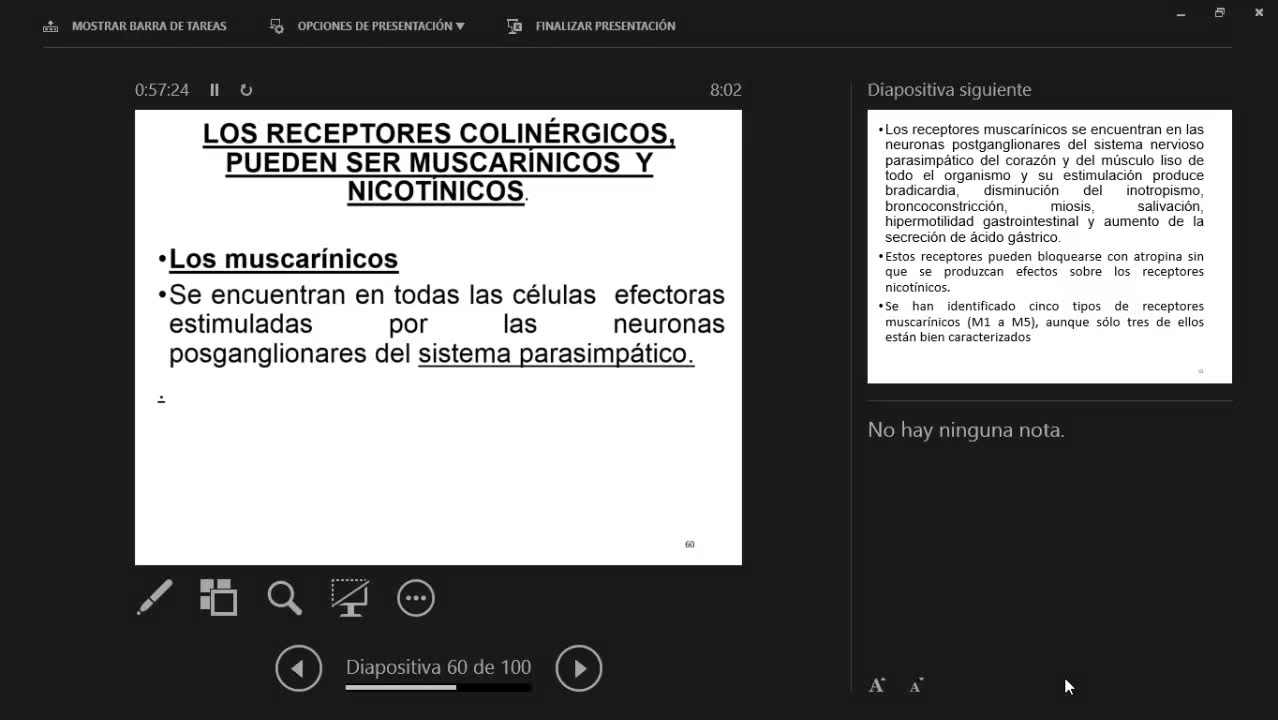 MOSTRAR BARRA DE TAREAS
OPCIONES DE PRESENTACIÓN ▼
FINALIZAR PRESENTACIÓN
0:57:24
8:02
LOS RECEPTORES COLINÉRGICOS,
PUEDEN SER MUSCARÍNICOS Y
NICOTÍNICOS.
•Los muscarínicos
•Se encuentran en todas las células efectoras
estimuladas por las neuronas
posganglionares del sistema parasimpático.
.
60
Diapositiva 60 de 100
Diapositiva siguiente
•Los receptores muscarínicos se encuentran en las
neuronas postganglionares del sistema nervioso
parasimpático del corazón y del músculo liso de
todo el organismo y su estimulación produce
bradicardia, disminución del inotropismo,
broncoconstricción, miosis, salivación,
hipermotilidad gastrointestinal y aumento de la
secreción de ácido gástrico.
•Estos receptores pueden bloquearse con atropina sin
que se produzcan efectos sobre los receptores
nicotínicos.
•Se han identificado cinco tipos de receptores
muscarínicos (M1 a M5), aunque sólo tres de ellos
están bien caracterizados
No hay ninguna nota.
A A